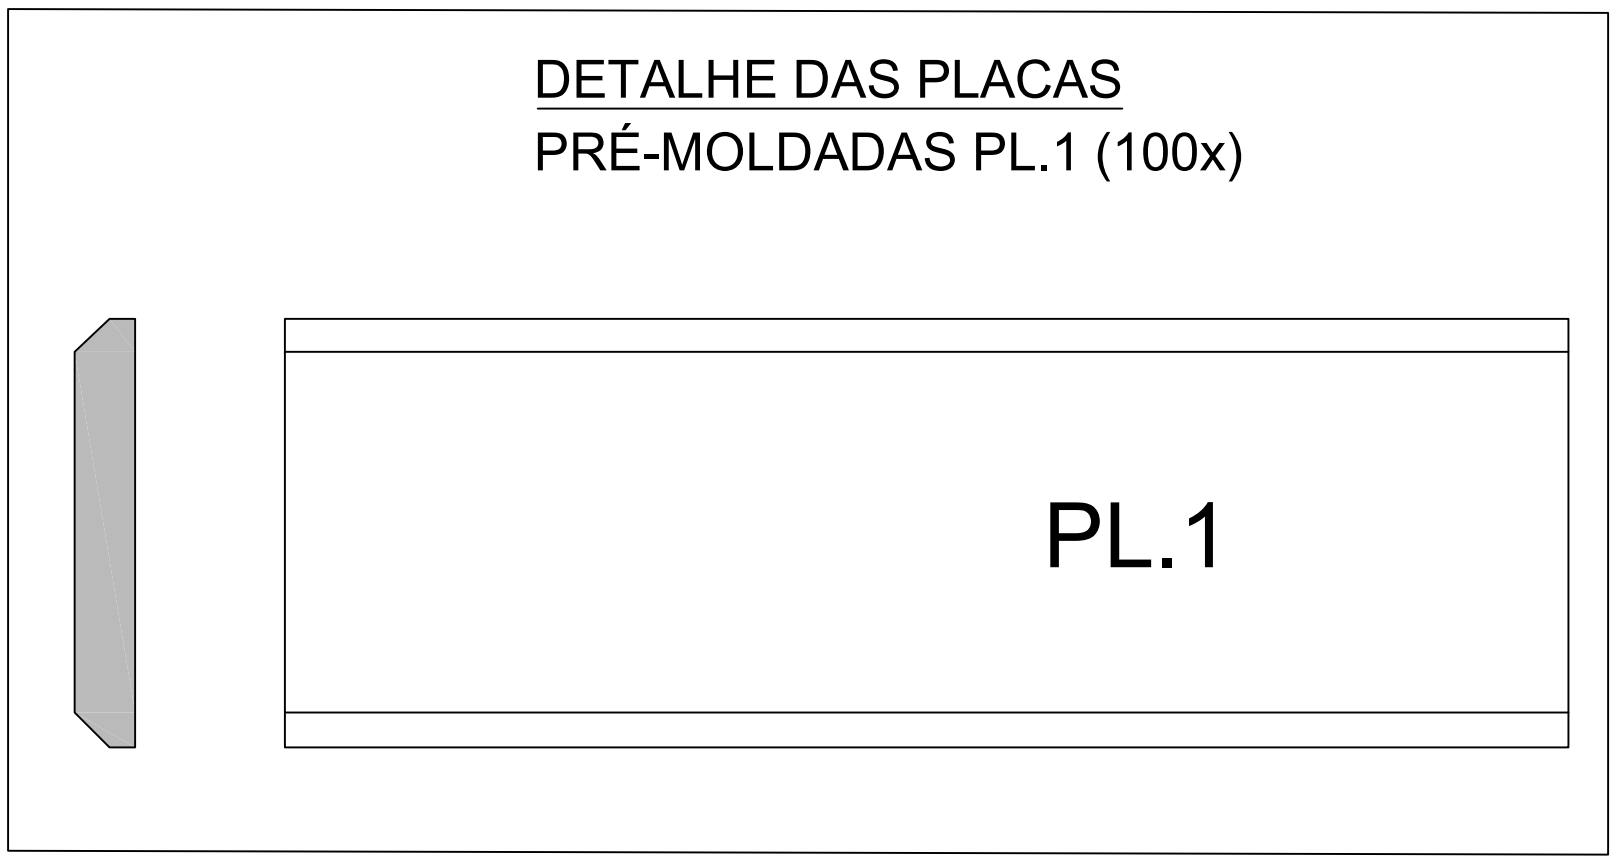 DETALHE DAS PLACAS
PRÉ-MOLDADAS PL.1 (100x)
PL.1